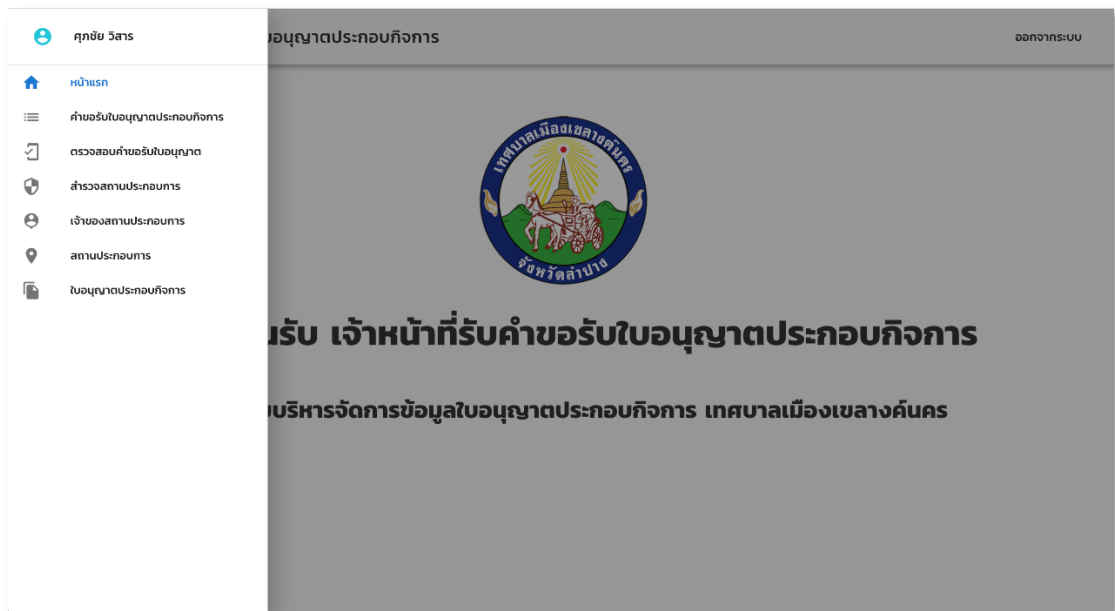 ศุภชัย วิสาร
อนุญาตประกอบกิจการ
ออกจากระบบ
หน้าแรก
คำขอรับใบอนุญาตประกอบกิจการ
ตรวจสอบคำขอรับใบอนุญาต
สำรวจสถานประกอบการ
เจ้าของสถานประกอบการ
สถานประกอบการ
ใบอนุญาตประกอบกิจการ
เทศบาลเมืองเขลางค์นคร
จังหวัดลำปาง
นรับ เจ้าหน้าที่รับคำขอรับใบอนุญาตประกอบกิจการ
บบริหารจัดการข้อมูลใบอนุญาตประกอบกิจการ เทศบาลเมืองเขลางค์นคร